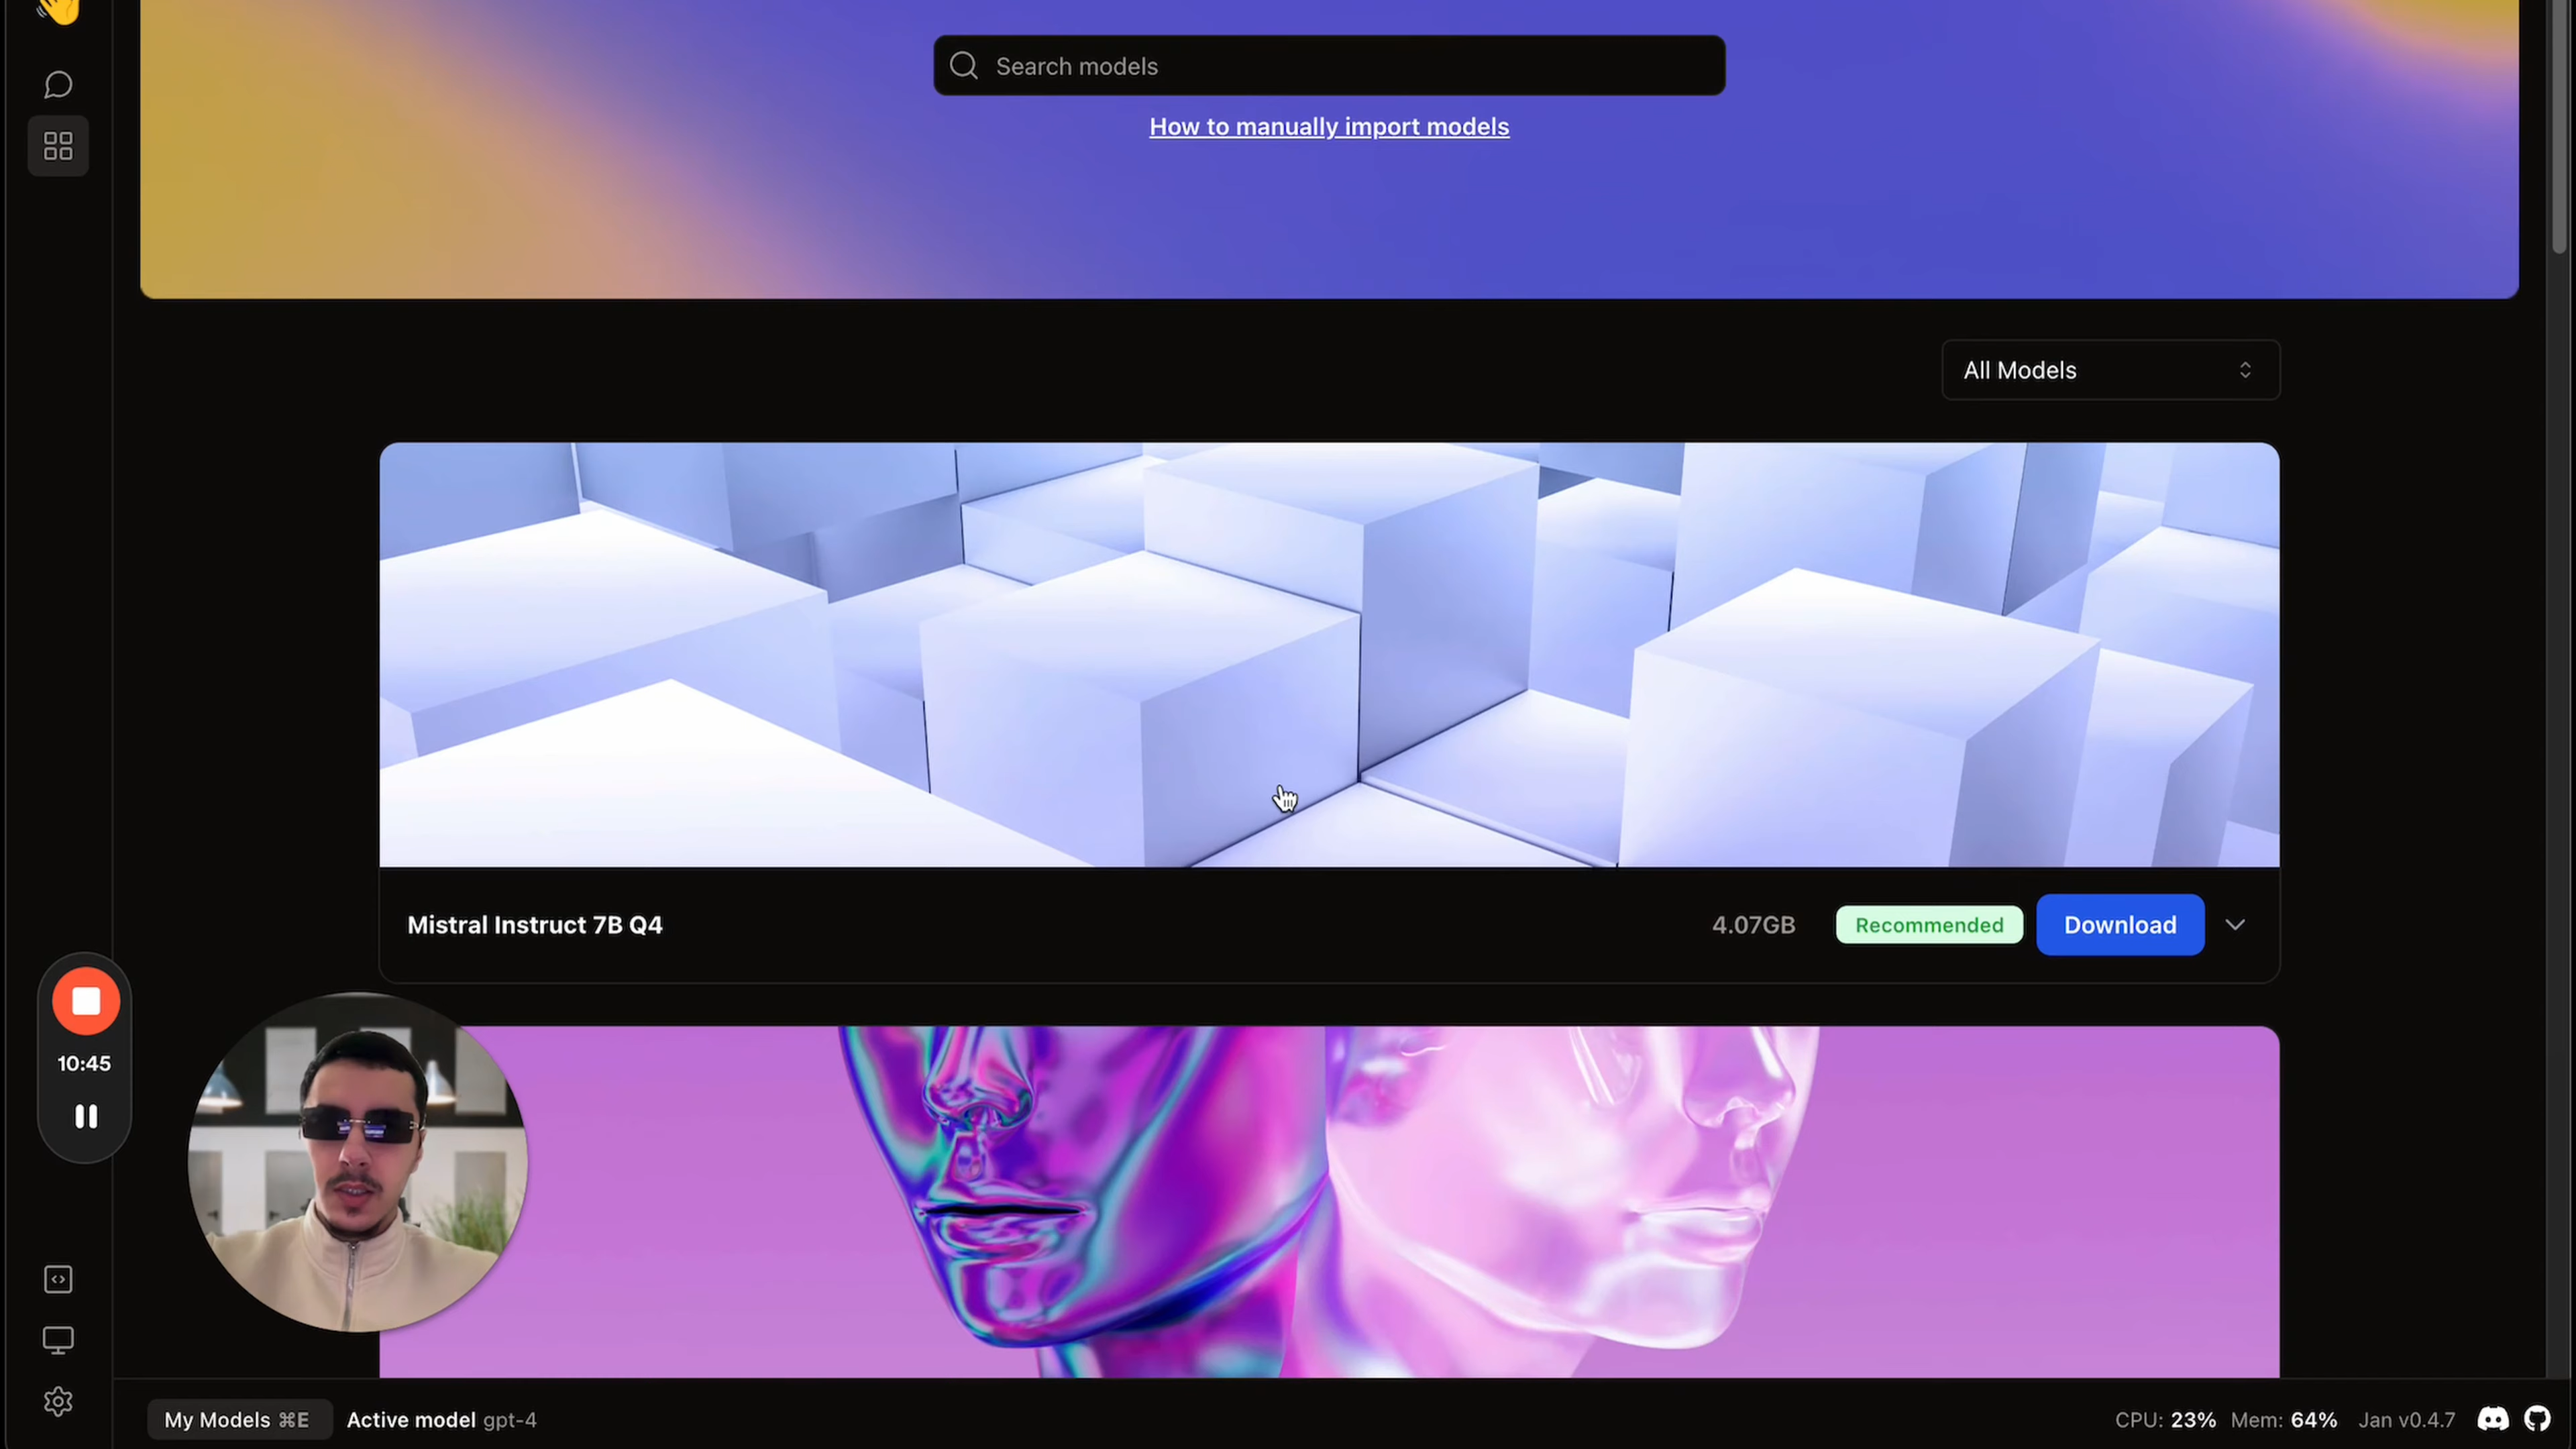 Search models
How to manually import models
All Models
Mistral Instruct 7B Q4
4.07GB
Recommended
Download
10:45
My Models ⌘E
Active model gpt-4
CPU: 23% Mem: 64% Jan v0.4.7